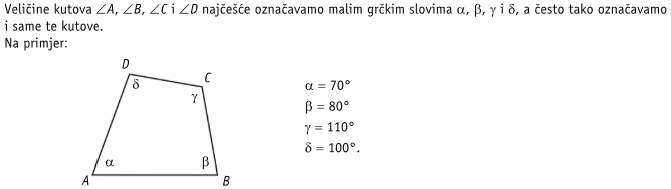 Veličine kutova ∠A, ∠B, ∠C i ∠D najčešće označavamo malim grčkim slovima α, β, γ i δ, a često tako označavamo
i same te kutove.
Na primjer:
D
C
δ
γ
α
β
A
B
α = 70°
β = 80°
γ = 110°
δ = 100°.